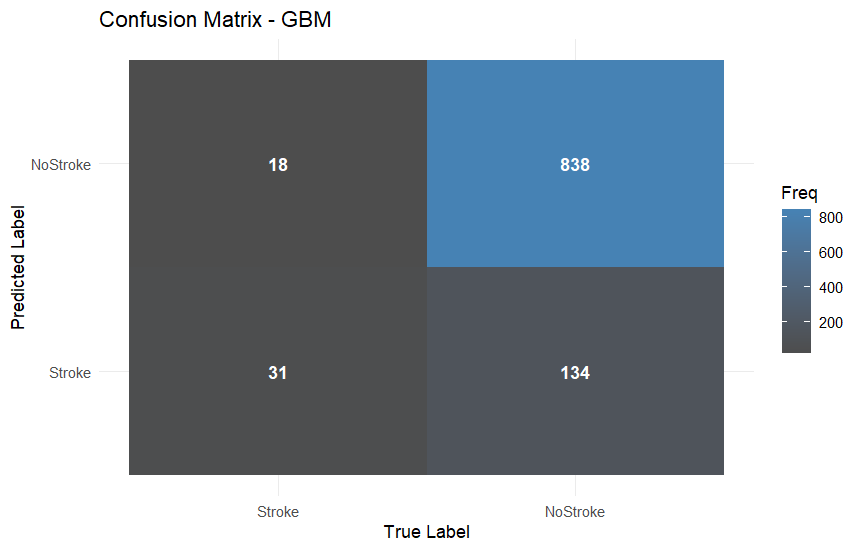 Confusion Matrix - GBM
NoStroke
18
838
Predicted Label
Stroke
31
134
Stroke
NoStroke
True Label
Freq
800
600
400
200